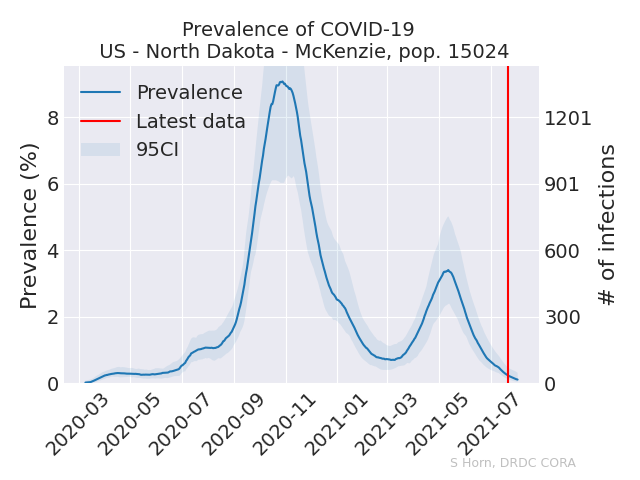 Prevalence of COVID-19
US - North Dakota - McKenzie, pop. 15024
Prevalence
Latest data
95CI
Prevalence (%)
8
6
4
2
0
1201
901
600
300
0
# of infections
2020-03
2020-05
2020-07
2020-09
2020-11
2021-01
2021-03
2021-05
2021-07
S Horn, DRDC CORA